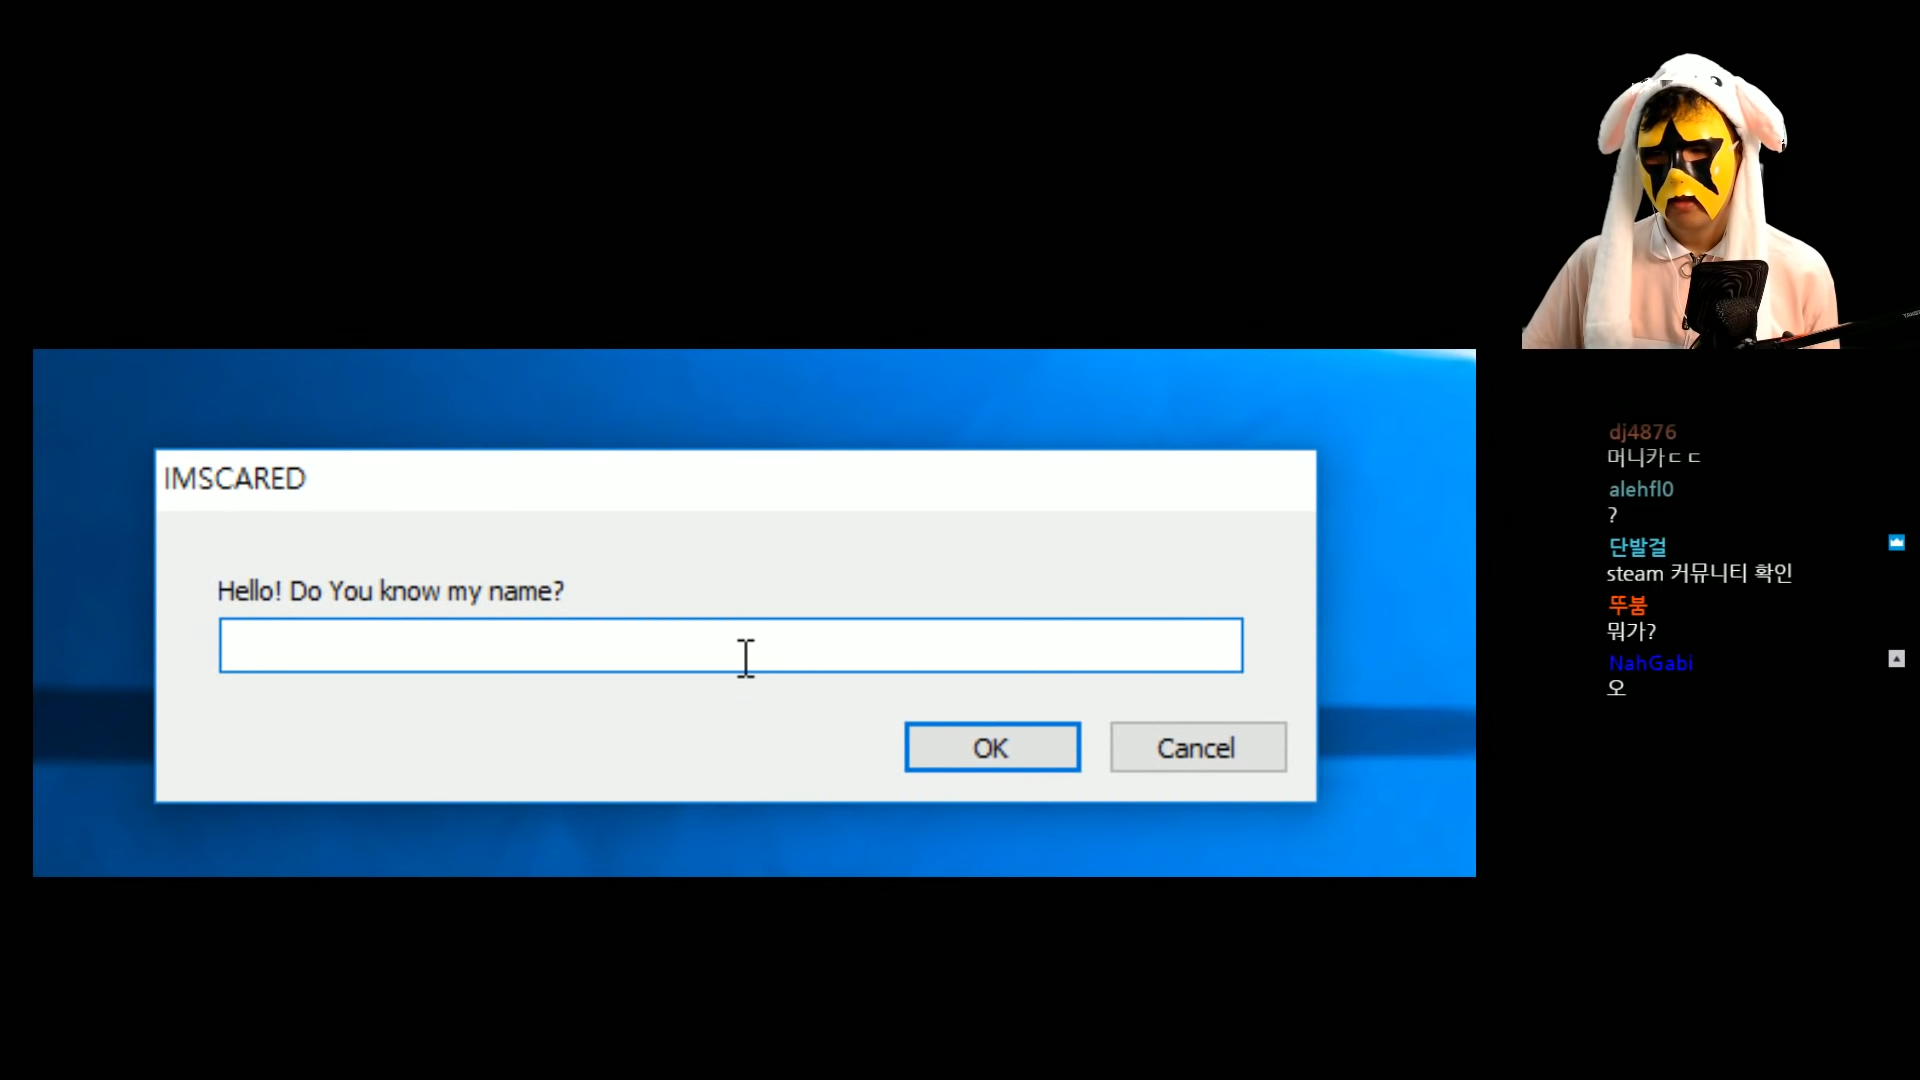 IMSCARED
Hello! Do You know my name?
OK
Cancel
dj4876
머니카ㄷㄷ
alehfl0
?
단발걸
steam 커뮤니티 확인
뚜붐
뭐가?
NahGabi
오